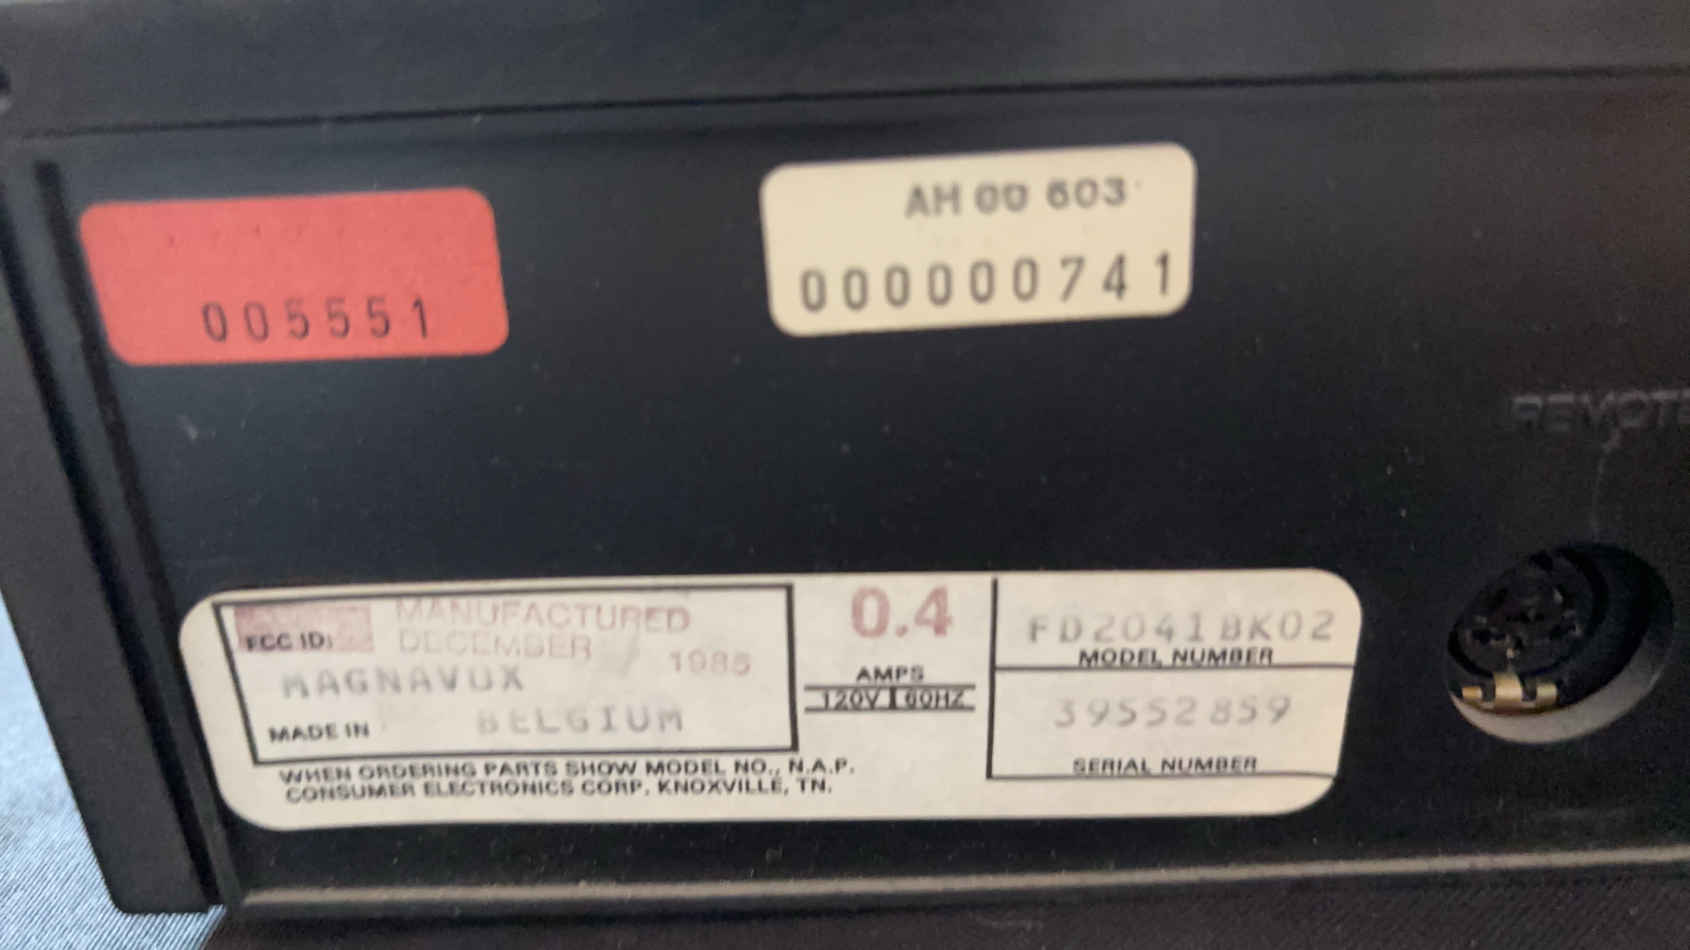 005551
AH 00 603
000000741
REMOTE
FCC ID:
MANUFACTURED
DECEMBER 1985
MAGNAVOX
MADE IN BELGIUM
0.4
AMPS
120V 60HZ
FD2041BK02
MODEL NUMBER
39552859
SERIAL NUMBER
WHEN ORDERING PARTS SHOW MODEL NO., N.A.P.
CONSUMER ELECTRONICS CORP. KNOXVILLE, TN.